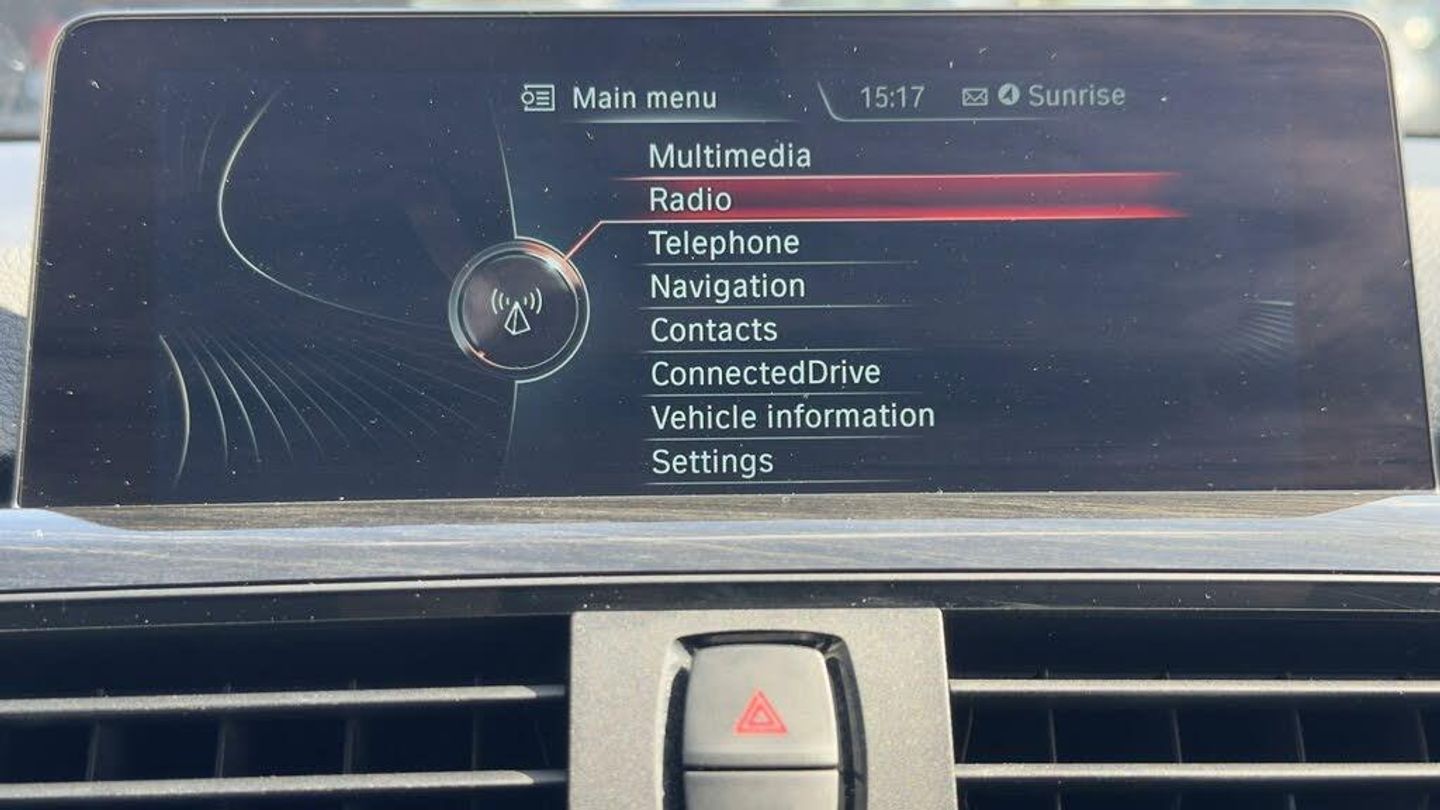 Main menu 15:17 Sunrise
Multimedia
Radio
Telephone
Navigation
Contacts
ConnectedDrive
Vehicle information
Settings